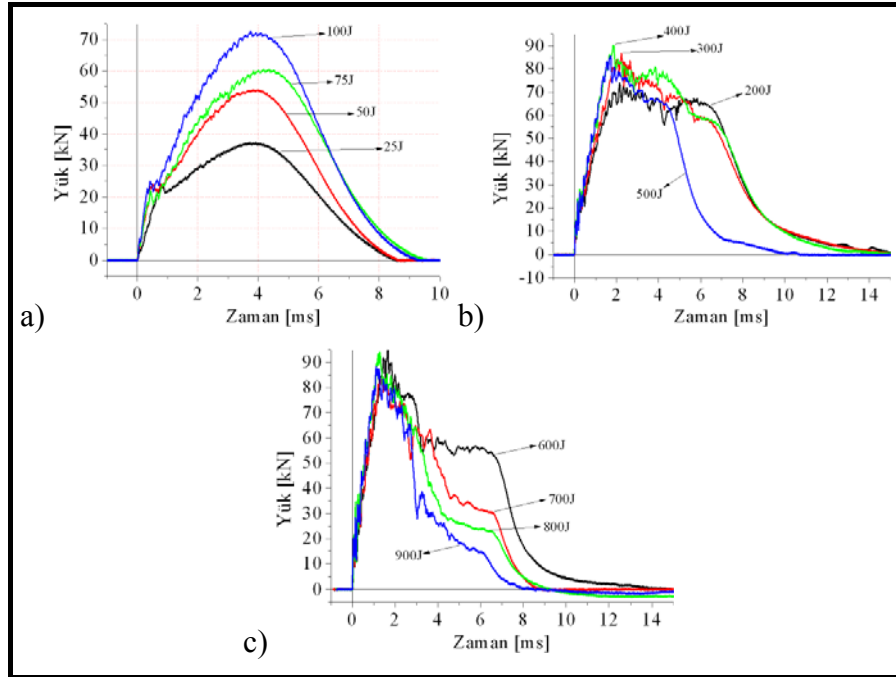 100J
75J
50J
25J
70
60
50
40
30
20
10
0
Yük [kN]
0 2 4 6 8 10
Zaman [ms]
a)
400J
300J
200J
500J
90
80
70
60
50
40
30
20
10
0
-10
Yük [kN]
0 2 4 6 8 10 12 14
Zaman [ms]
b)
600J
700J
800J
900J
90
80
70
60
50
40
30
20
10
0
Yük [kN]
0 2 4 6 8 10 12 14
Zaman [ms]
c)